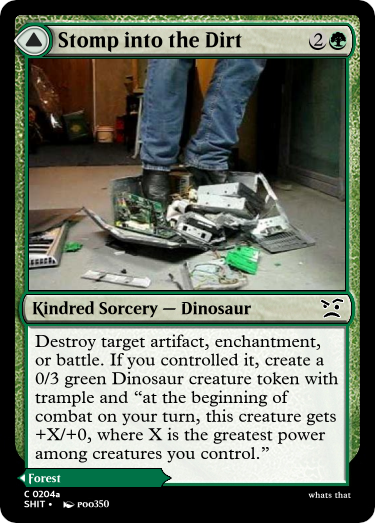 Stomp into the Dirt 2
Kindred Sorcery — Dinosaur
Destroy target artifact, enchantment,
or battle. If you controlled it, create a
0/3 green Dinosaur creature token with
trample and “at the beginning of
combat on your turn, this creature gets
+X/+0, where X is the greatest power
among creatures you control.”
Forest
C 0204a
SHIT • poo350
whats that